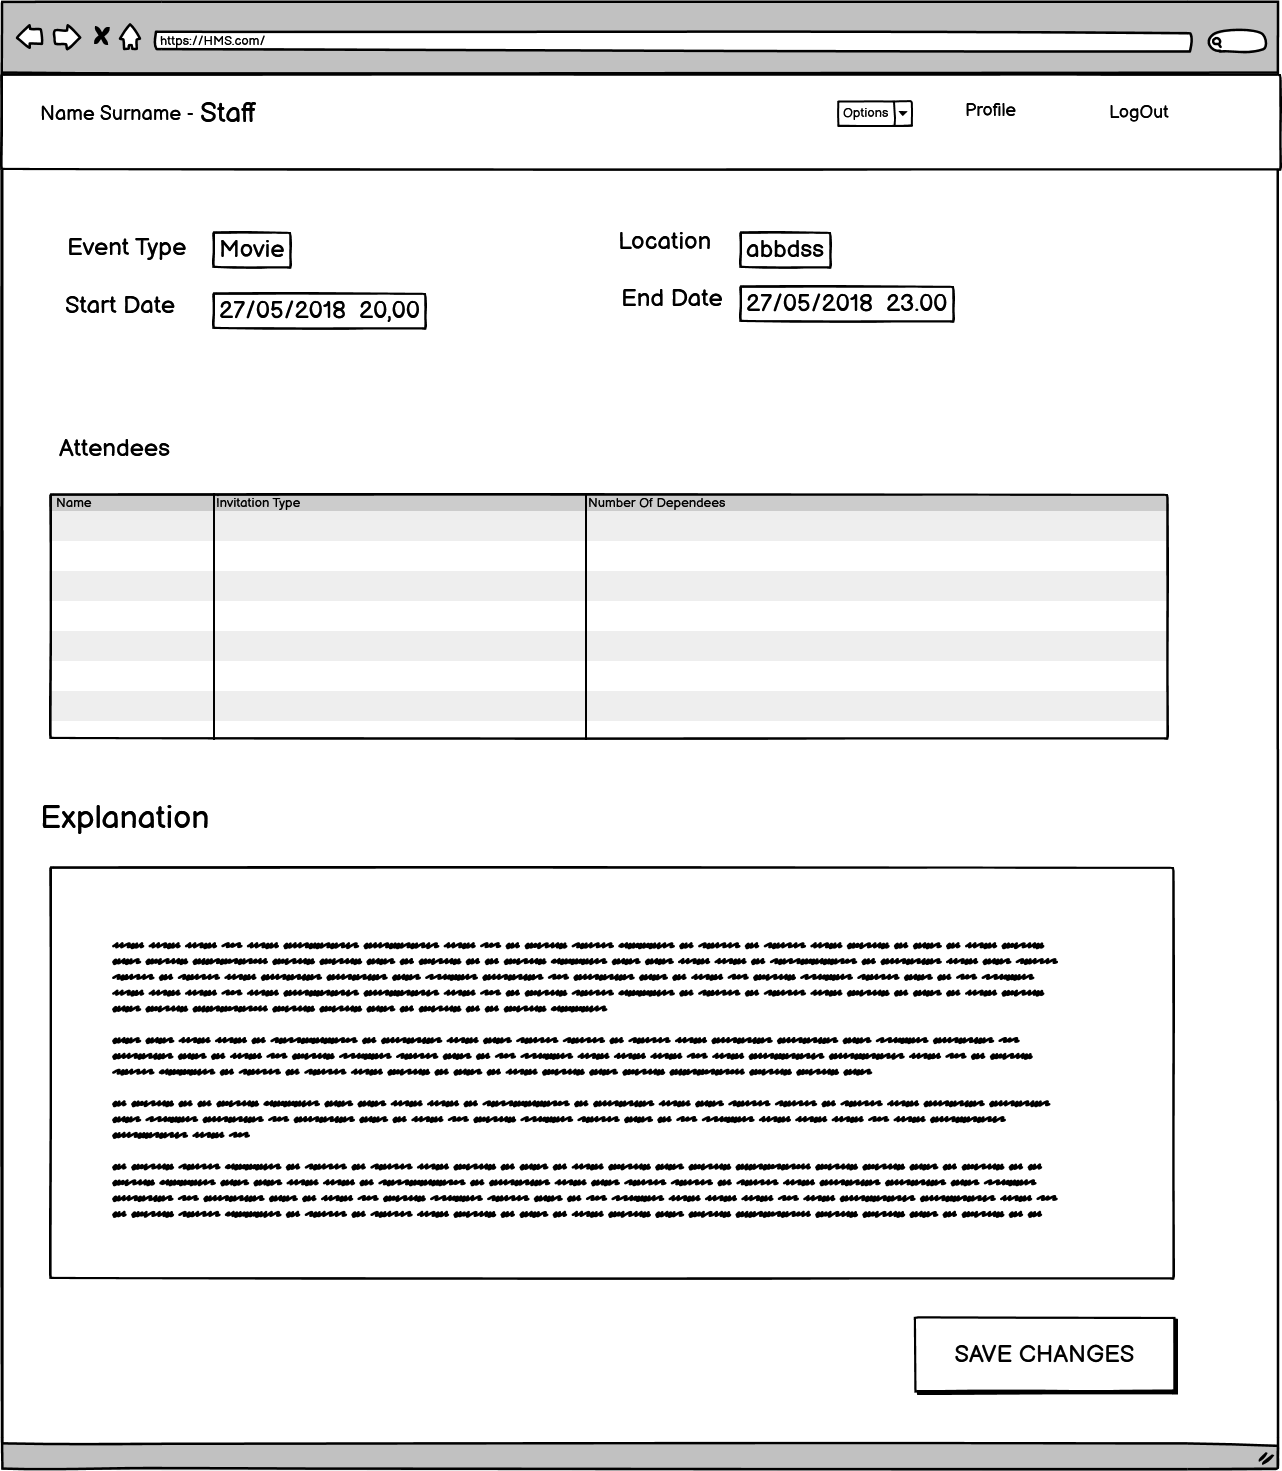 https://HMS.com/
Name Surname - Staff
Options
Profile
LogOut
Event Type
Movie
Location
abbdss
Start Date
27/05/2018 20,00
End Date
27/05/2018 23.00
Attendees
Name
Invitation Type
Number Of Dependees
Explanation
SAVE CHANGES